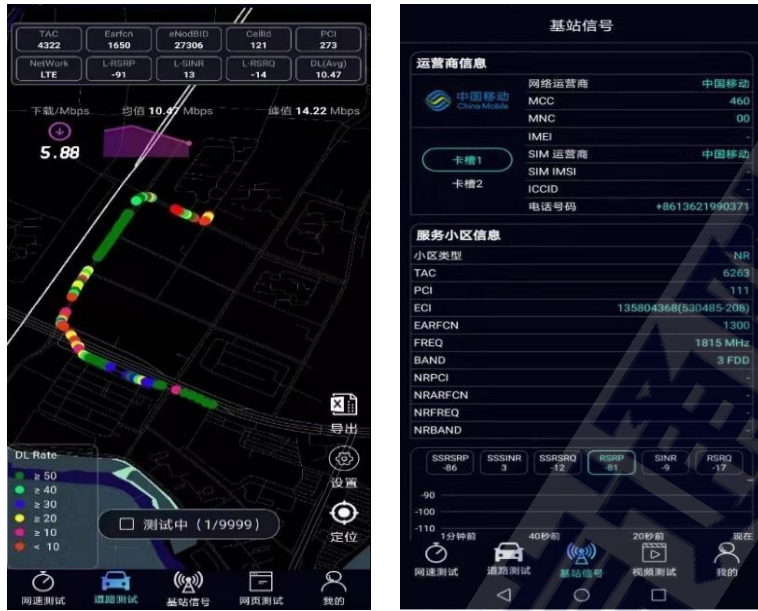 TAC Earfcn eNodBID CellId PCI
4322 1650 27306 121 273
NetWork L-RSRP L-SINR L-RSRQ DL(Avg)
LTE -91 13 -14 10.47
下载/Mbps 均值 10.47 Mbps 峰值 14.22 Mbps
5.88
导出
设置
定位
DL Rate
≥ 50
≥ 40
≥ 30
≥ 20
≥ 10
< 10
测试中（1/9999）
网速测试 道路测试 基站信号 网页测试 我的
基站信号
运营商信息
中国移动
China Mobile
网络运营商 中国移动
MCC 460
MNC 00
IMEI -
卡槽1
卡槽2
SIM 运营商 中国移动
SIM IMSI -
ICCID -
电话号码 +8613621990371
服务小区信息
小区类型 NR
TAC 6263
PCI 111
ECI 135804368(530485-208)
EARFCN 1300
FREQ 1815 MHz
BAND 3 FDD
NRPCI -
NRARFCN -
NRFREQ -
NRBAND -
SSRSRP SSSINR SSRSRQ RSRP SINR RSRQ
-86 3 -12 -81 -9 -17
-90
-100
-110
1分钟前 40秒前 20秒前 现在
网速测试 道路测试 基站信号 视频测试 我的